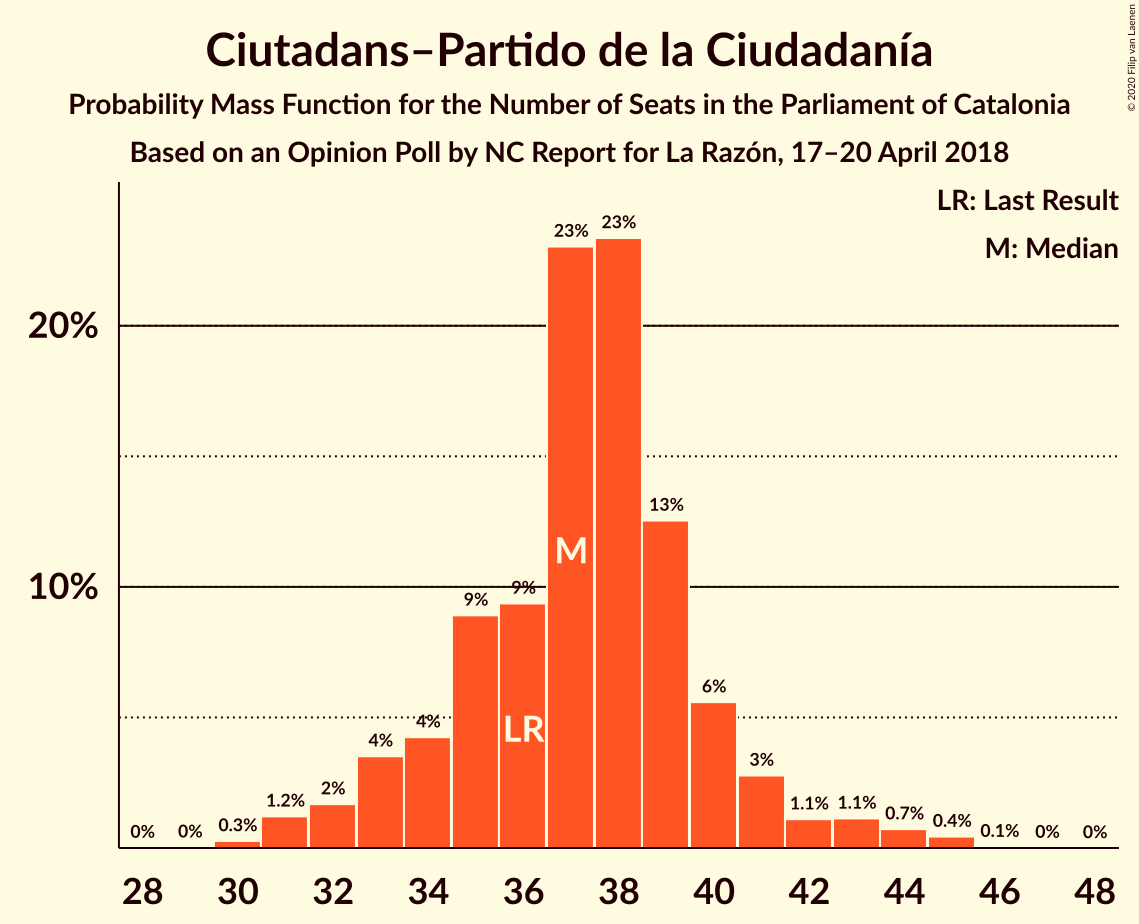 Ciutadans–Partido de la Ciudadanía
Probability Mass Function for the Number of Seats in the Parliament of Catalonia
Based on an Opinion Poll by NC Report for La Razón, 17–20 April 2018
© 2020 Filip van Laenen
LR: Last Result
M: Median
20%
10%
0%
0%
0.3%
1.2%
2%
4%
4%
9%
9%
23%
23%
13%
6%
3%
1.1%
1.1%
0.7%
0.4%
0.1%
0%
0%
M
LR
28 30 32 34 36 38 40 42 44 46 48